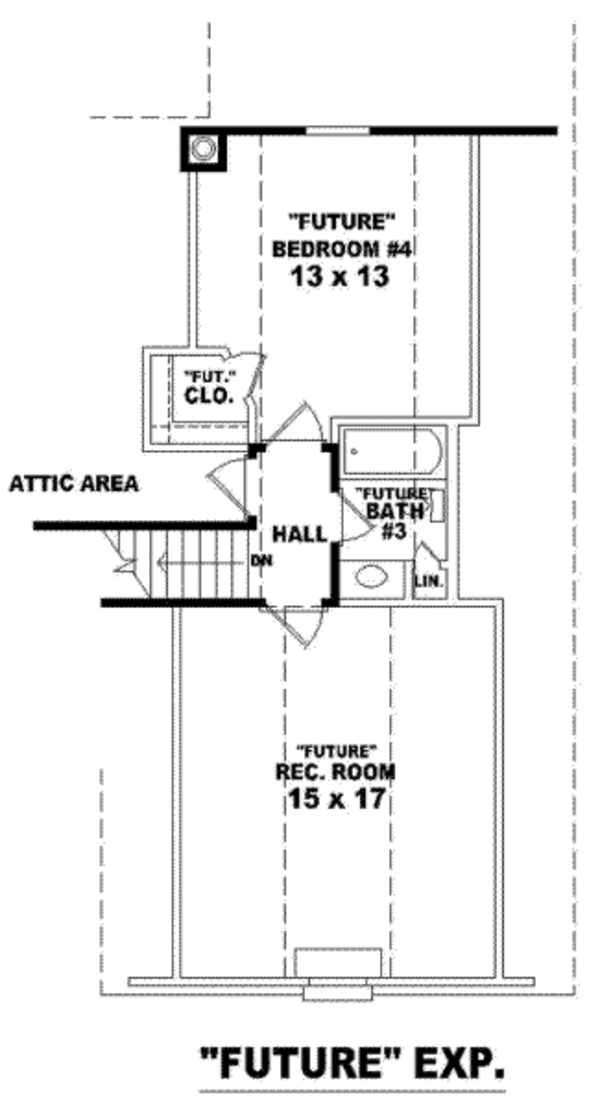 "FUTURE"
BEDROOM #4
13 x 13
"FUT."
CLO.
ATTIC AREA
"FUTURE"
BATH
#3
HALL
DN
LIN.
"FUTURE"
REC. ROOM
15 x 17
"FUTURE" EXP.